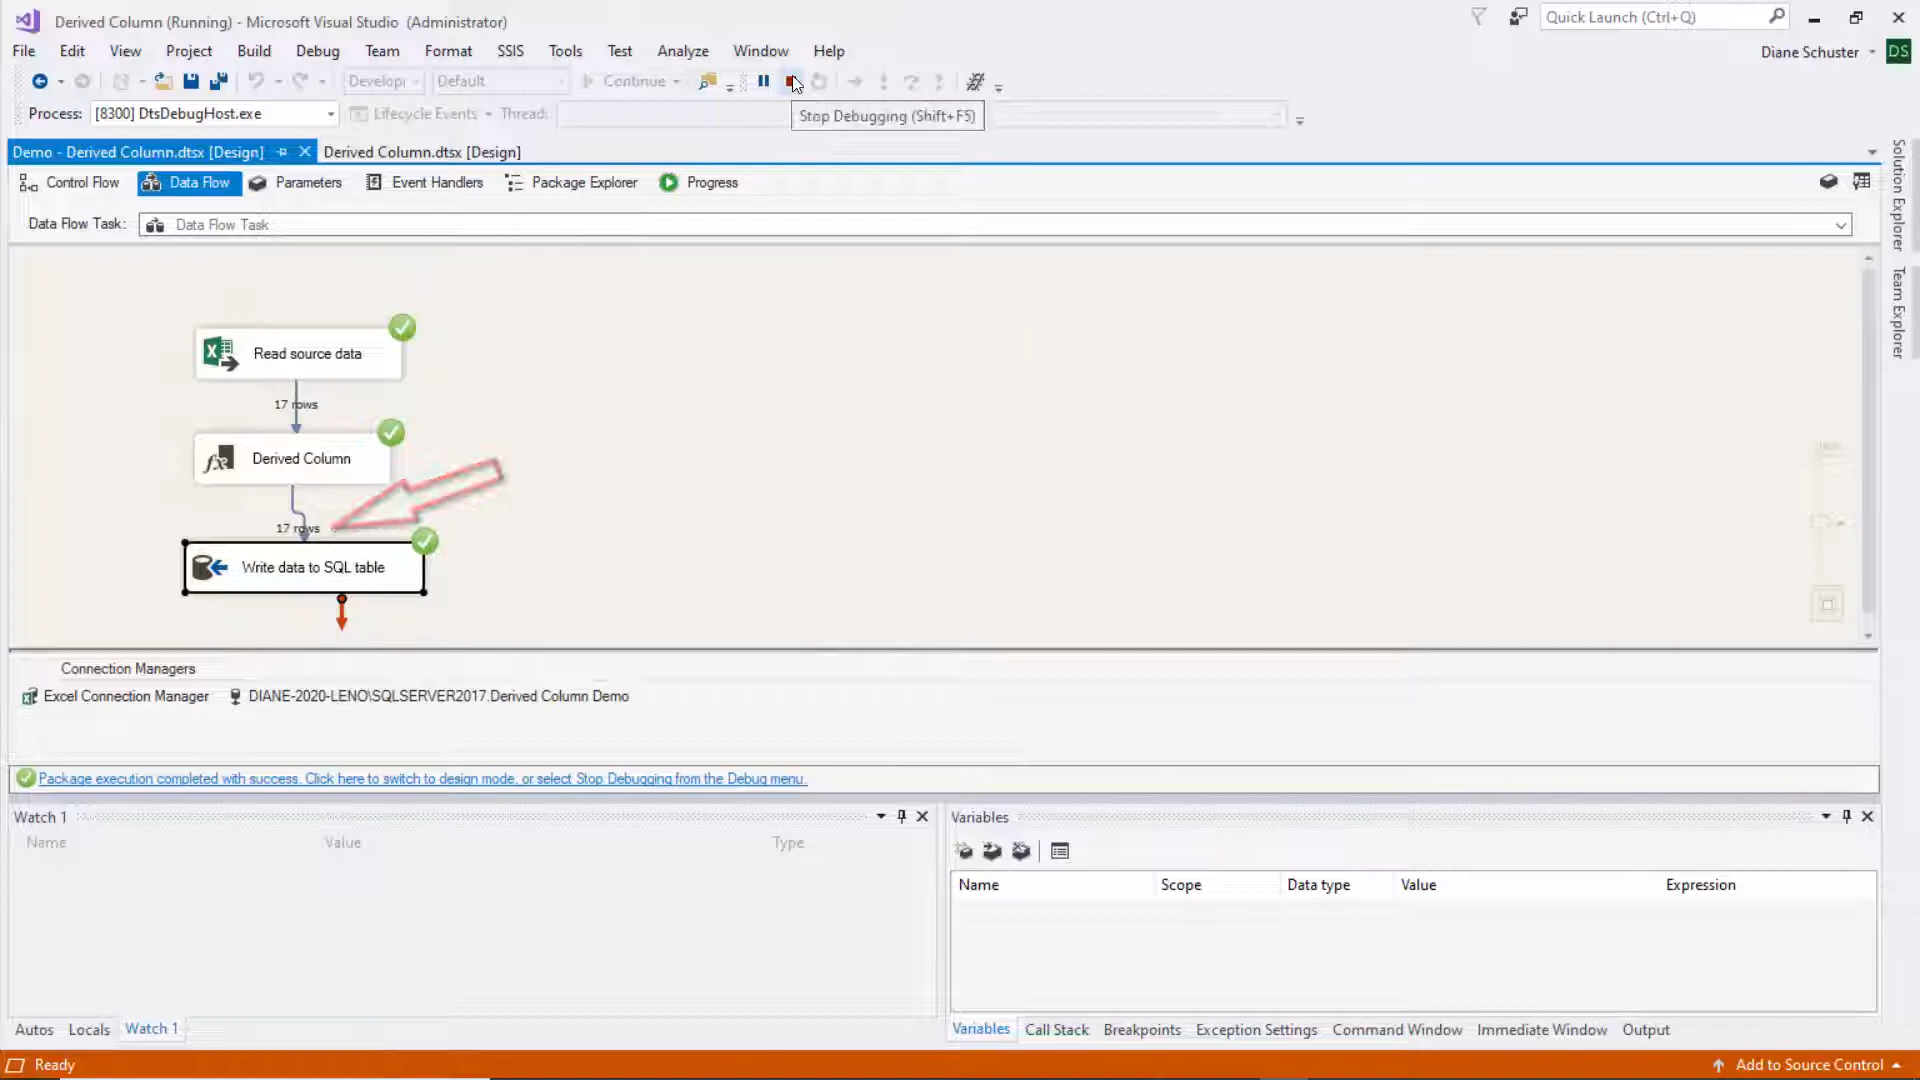 Derived Column (Running) - Microsoft Visual Studio (Administrator)
Quick Launch (Ctrl+Q)
File Edit View Project Build Debug Team Format SSIS Tools Test Analyze Window Help
Diane Schuster DS
Default Continue
Process: [8300] DtsDebugHost.exe Lifecycle Events Thread:
Stop Debugging (Shift+F5)
Demo - Derived Column.dtsx [Design] Derived Column.dtsx [Design]
Control Flow Data Flow Parameters Event Handlers Package Explorer Progress
Data Flow Task: Data Flow Task
Solution Explorer
Team Explorer
Read source data
17 rows
fx Derived Column
17 rows
Write data to SQL table
Connection Managers
Excel Connection Manager DIANE-2020-LENO\SQLSERVER2017.Derived Column Demo
Package execution completed with success. Click here to switch to design mode, or select Stop Debugging from the Debug menu.
Watch 1
Name Value Type
Variables
Name Scope Data type Value Expression
Autos Locals Watch 1
Variables Call Stack Breakpoints Exception Settings Command Window Immediate Window Output
Ready
Add to Source Control